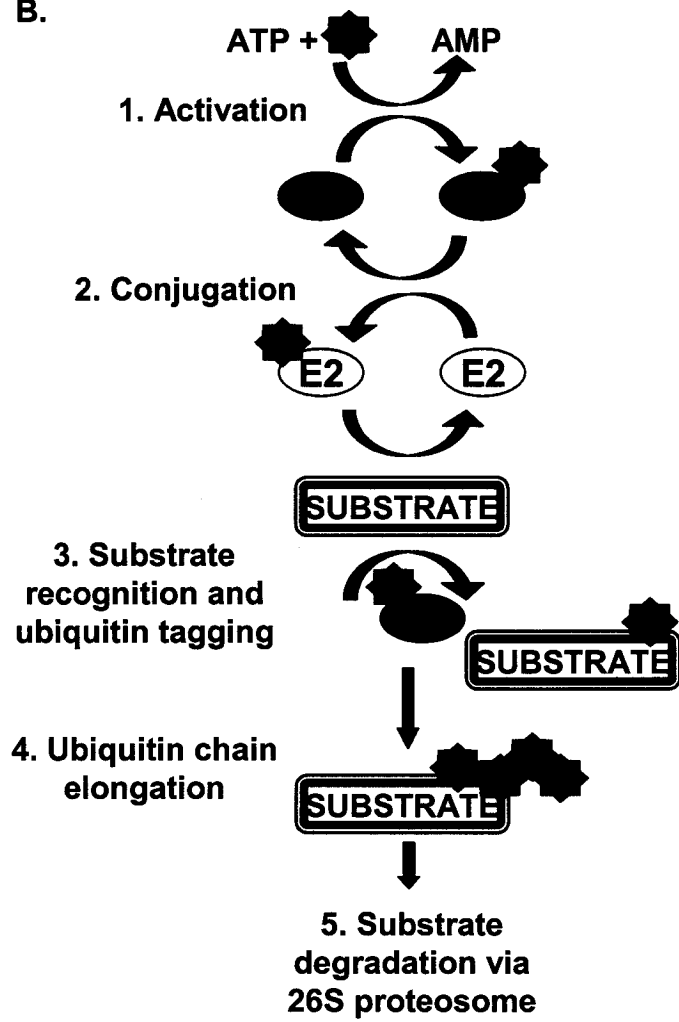 B.
ATP + AMP
1. Activation
2. Conjugation
E2 E2
SUBSTRATE
3. Substrate
recognition and
ubiquitin tagging
SUBSTRATE
4. Ubiquitin chain
elongation
SUBSTRATE
5. Substrate
degradation via
26S proteosome